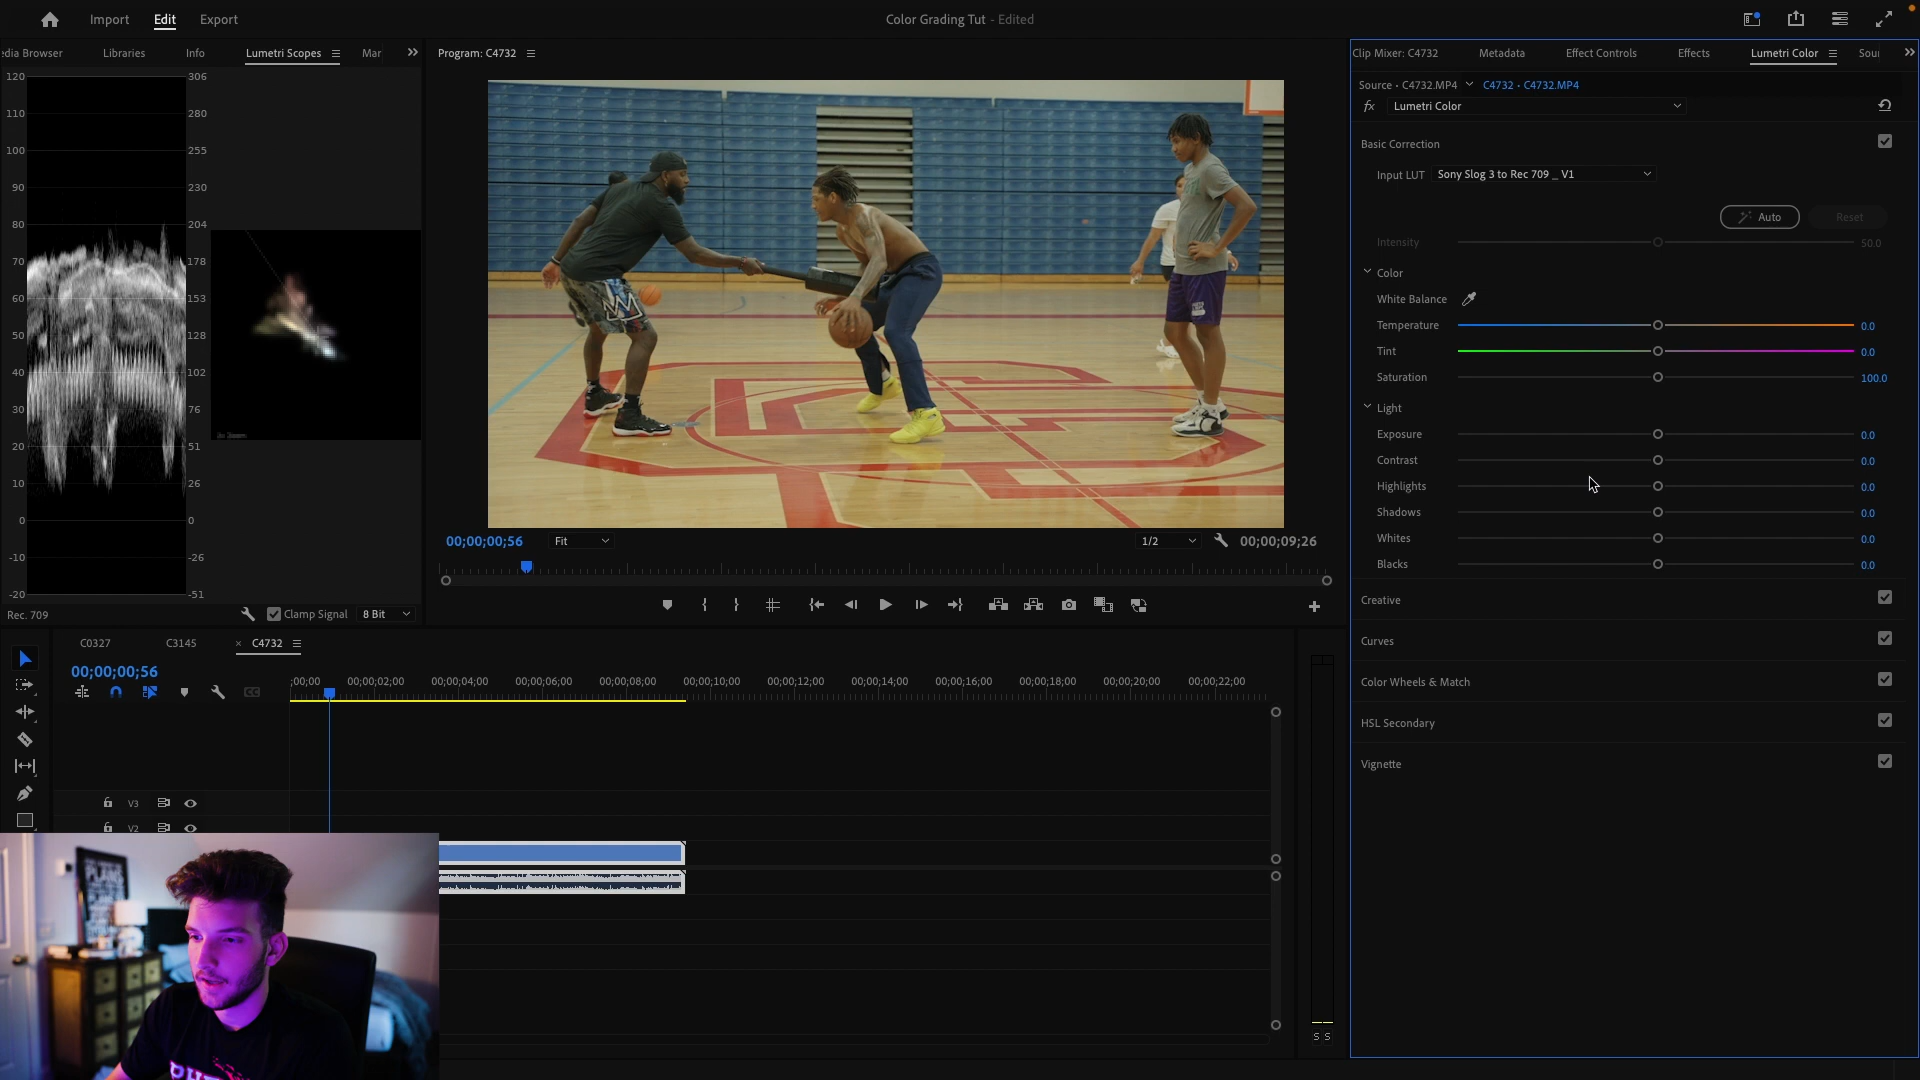 Import
Edit
Export
Color Grading Tut - Edited
edia Browser
Libraries
Info
Lumetri Scopes
Mar
Program: C4732
Clip Mixer: C4732
Metadata
Effect Controls
Effects
Lumetri Color
Sour
120
110
100
90
80
70
60
50
40
30
20
10
0
-10
-20
306
280
255
230
204
178
153
128
102
76
51
26
0
-26
-51
Rec. 709
Clamp Signal
8 Bit
00;00;00;56
Fit
1/2
00;00;09;26
Source • C4732.MP4
C4732 • C4732.MP4
fx
Lumetri Color
Basic Correction
Input LUT
Sony Slog 3 to Rec 709 _ V1
Auto
Reset
Intensity
50.0
Color
White Balance
Temperature
0.0
Tint
0.0
Saturation
100.0
Light
Exposure
0.0
Contrast
0.0
Highlights
0.0
Shadows
0.0
Whites
0.0
Blacks
0.0
Creative
Curves
Color Wheels & Match
HSL Secondary
Vignette
C0327
C3145
× C4732
00;00;00;56
CC
;00;00
00;00;02;00
00;00;04;00
00;00;06;00
00;00;08;00
00;00;10;00
00;00;12;00
00;00;14;00
00;00;16;00
00;00;18;00
00;00;20;00
00;00;22;00
V3
V2
S S